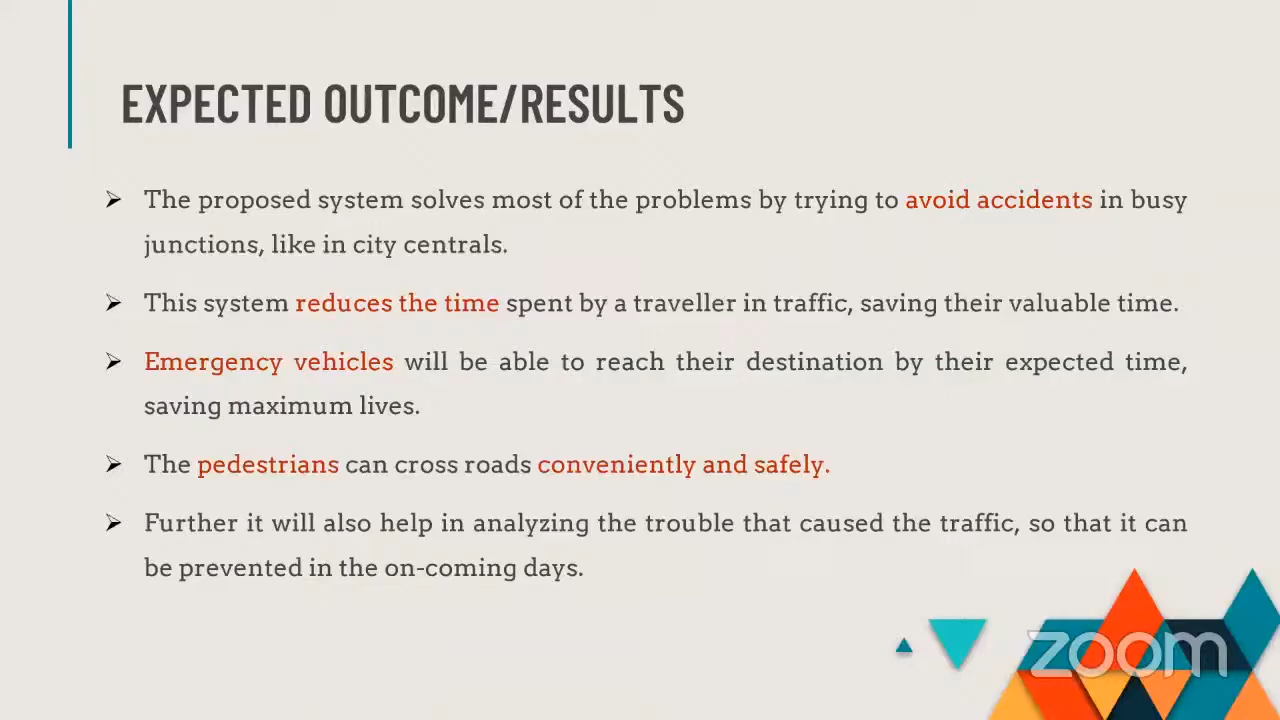 EXPECTED OUTCOME/RESULTS
The proposed system solves most of the problems by trying to avoid accidents in busy
junctions, like in city centrals.
This system reduces the time spent by a traveller in traffic, saving their valuable time.
Emergency vehicles will be able to reach their destination by their expected time,
saving maximum lives.
The pedestrians can cross roads conveniently and safely.
Further it will also help in analyzing the trouble that caused the traffic, so that it can
be prevented in the on-coming days.
zoom